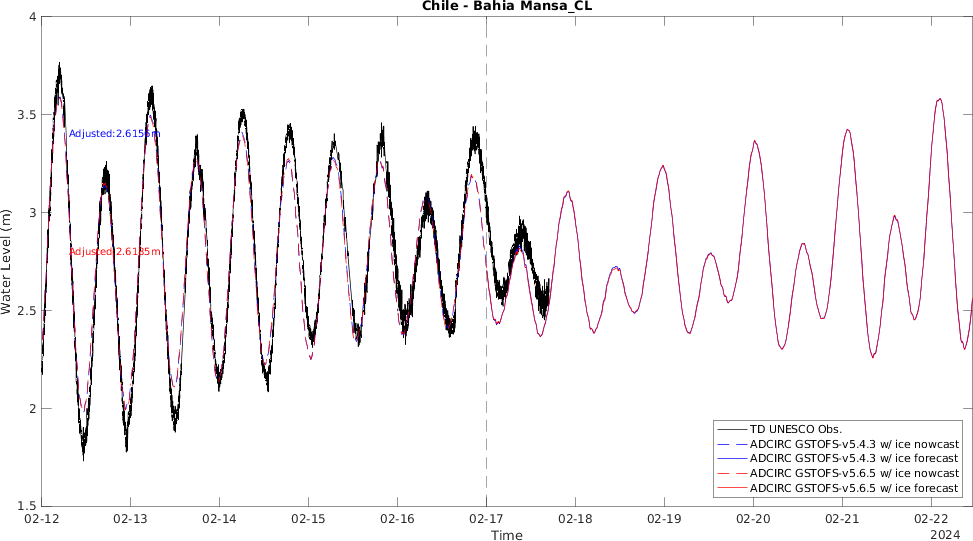 Chile - Bahia Mansa_CL
4
3.5
3
2.5
2
1.5
Water Level (m)
Adjusted:2.6156m
Adjusted:2.6135m
02-12
02-13
02-14
02-15
02-16
02-17
02-18
02-19
02-20
02-21
02-22
Time
2024
TD UNESCO Obs.
ADCIRC GSTOFS-v5.4.3 w/ ice nowcast
ADCIRC GSTOFS-v5.4.3 w/ ice forecast
ADCIRC GSTOFS-v5.6.5 w/ ice nowcast
ADCIRC GSTOFS-v5.6.5 w/ ice forecast